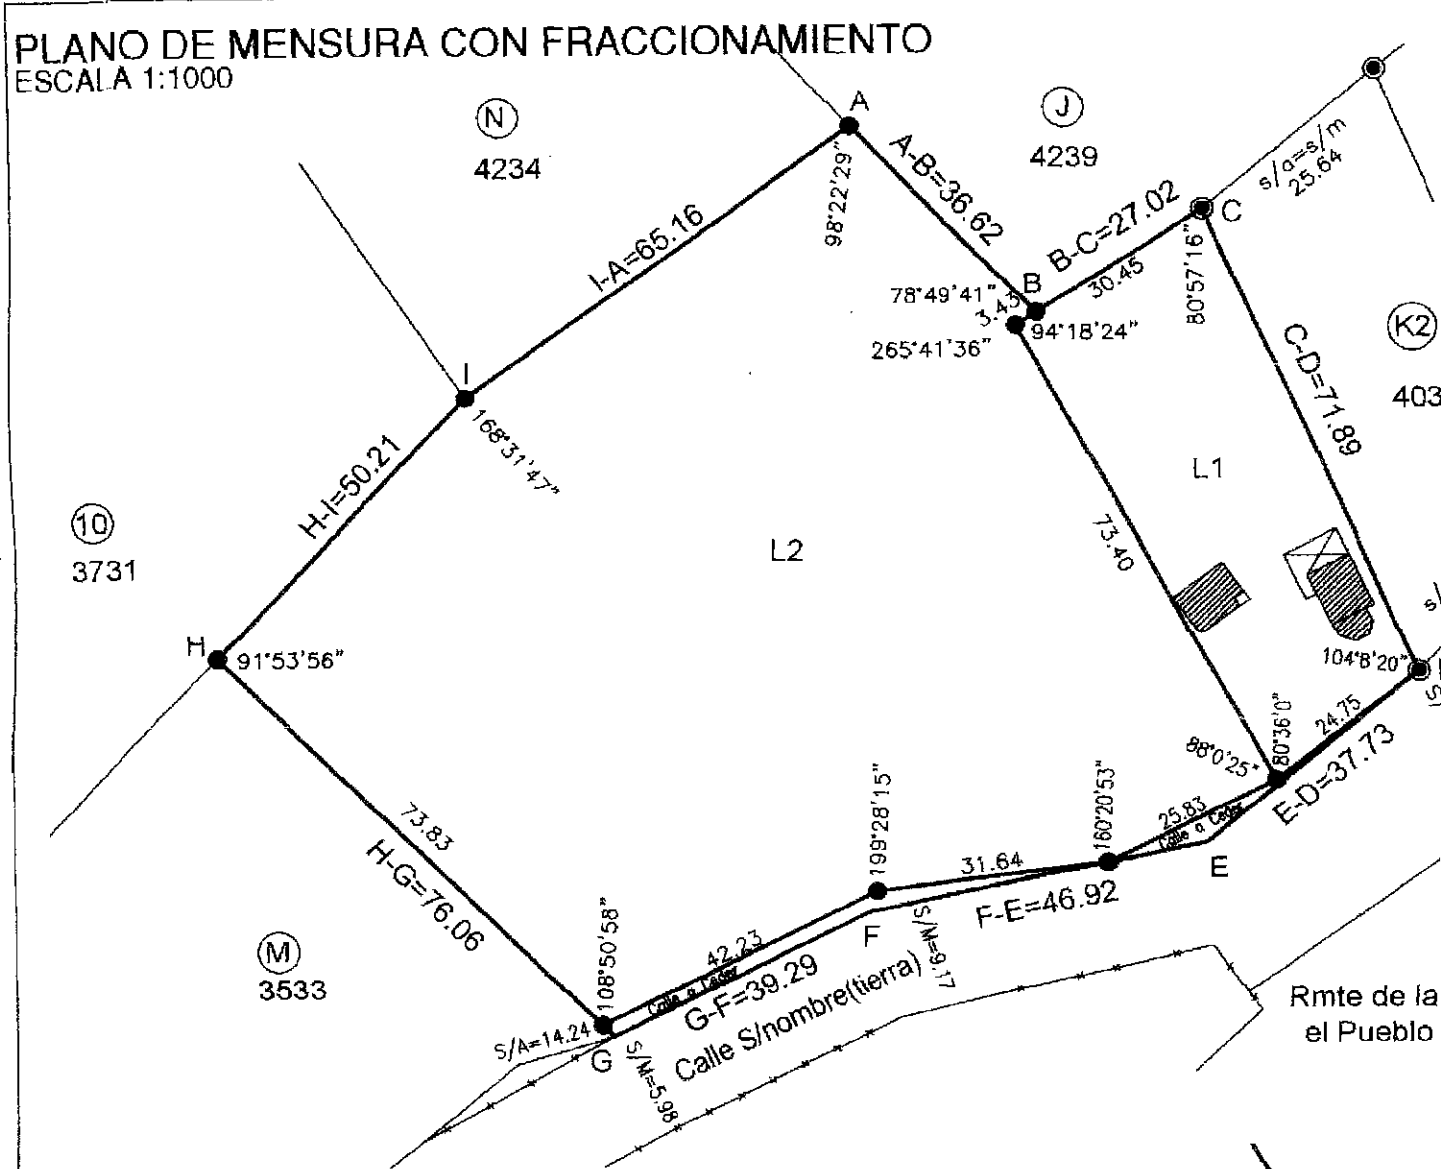 PLANO DE MENSURA CON FRACCIONAMIENTO
ESCALA 1:1000
N
4234
A
J
4239
s/a=s/m
25.64
A-B=36.62
98°22'29"
B-C=27.02
C
I-A=65.16
30.45
80°57'16"
B
78°49'41"
3.43
94°18'24"
265°41'36"
K2
403
C-D=71.89
I
168°31'47"
H-I=50.21
L1
10
3731
L2
73.40
H
91°53'56"
104°8'20"
24.75
E-D=37.73
80°36'0"
88°0'25"
199°28'15"
160°20'53"
25.83
Calle a Ceder
E
31.64
F-E=46.92
73.83
H-G=76.06
F
S/M=9.17
M
3533
108°50'58"
42.23
Calle a Ceder
G-F=39.29
Calle S/nombre(tierra)
S/A=14.24
G
S/M=5.98
Rmte de la
el Pueblo